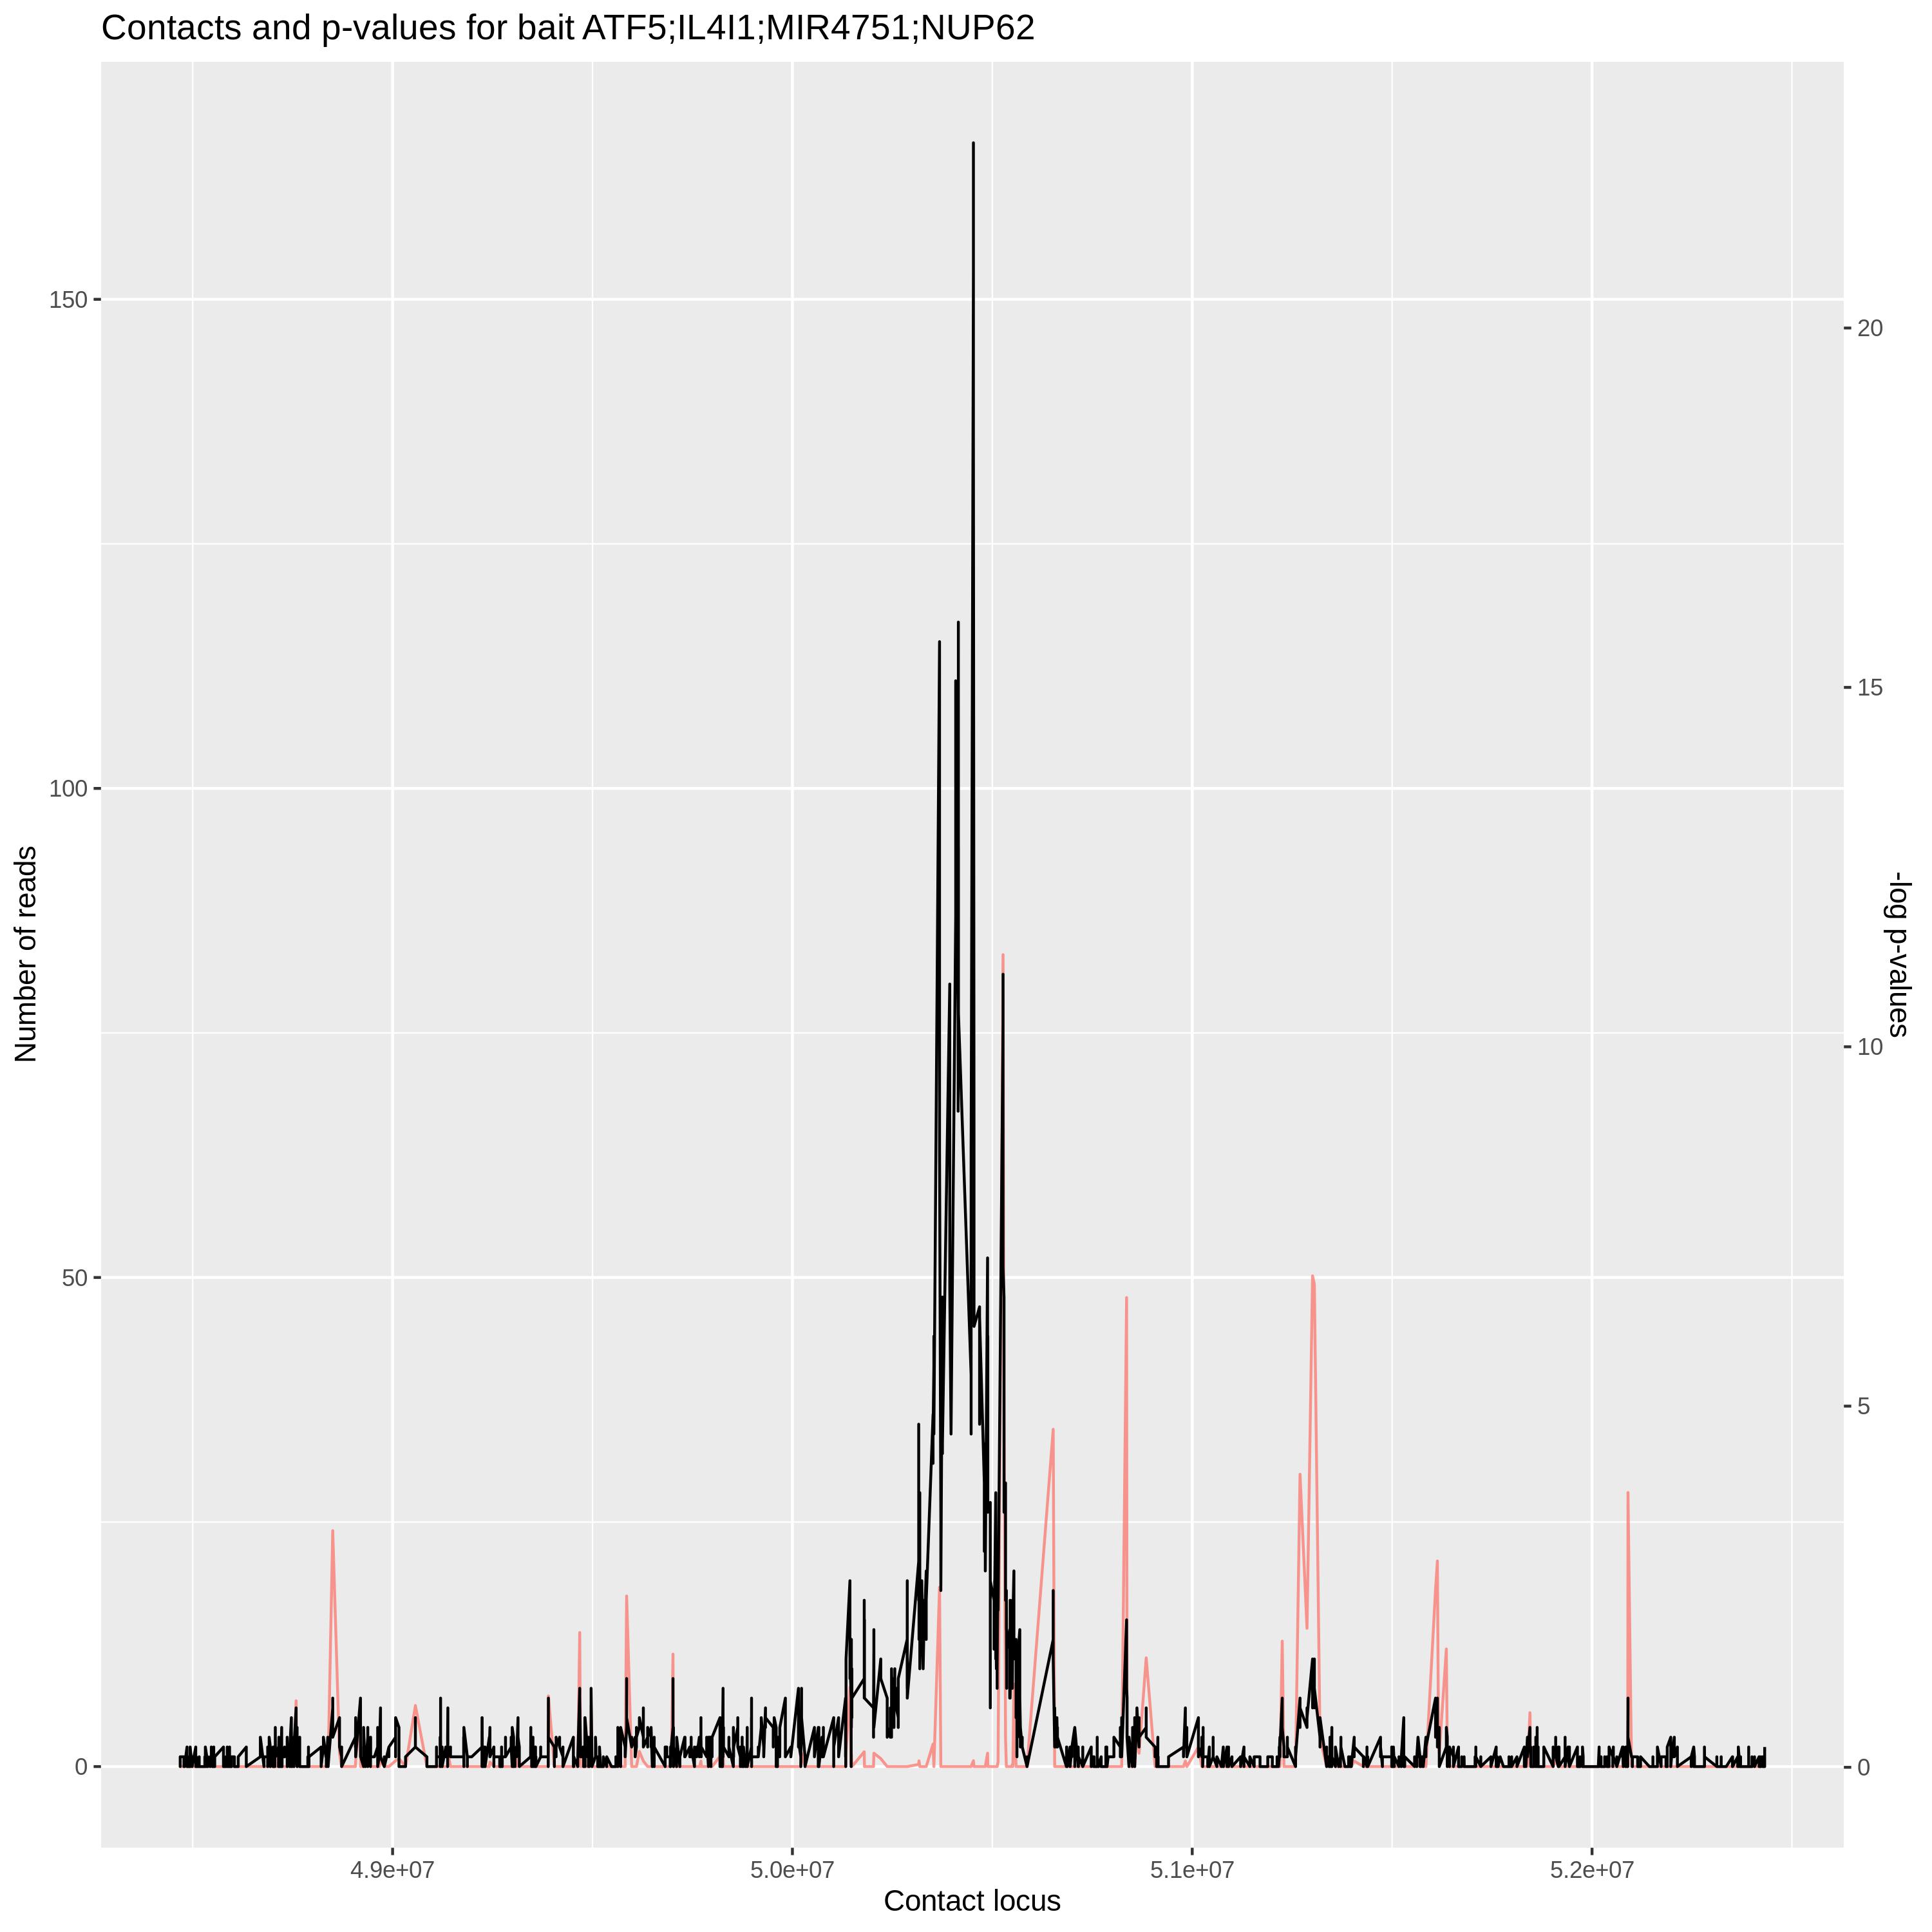 Contacts and p-values for bait ATF5;IL4I1;MIR4751;NUP62
150
100
50
0
Number of reads
20
15
10
5
0
-log p-values
4.9e+07
5.0e+07
5.1e+07
5.2e+07
Contact locus